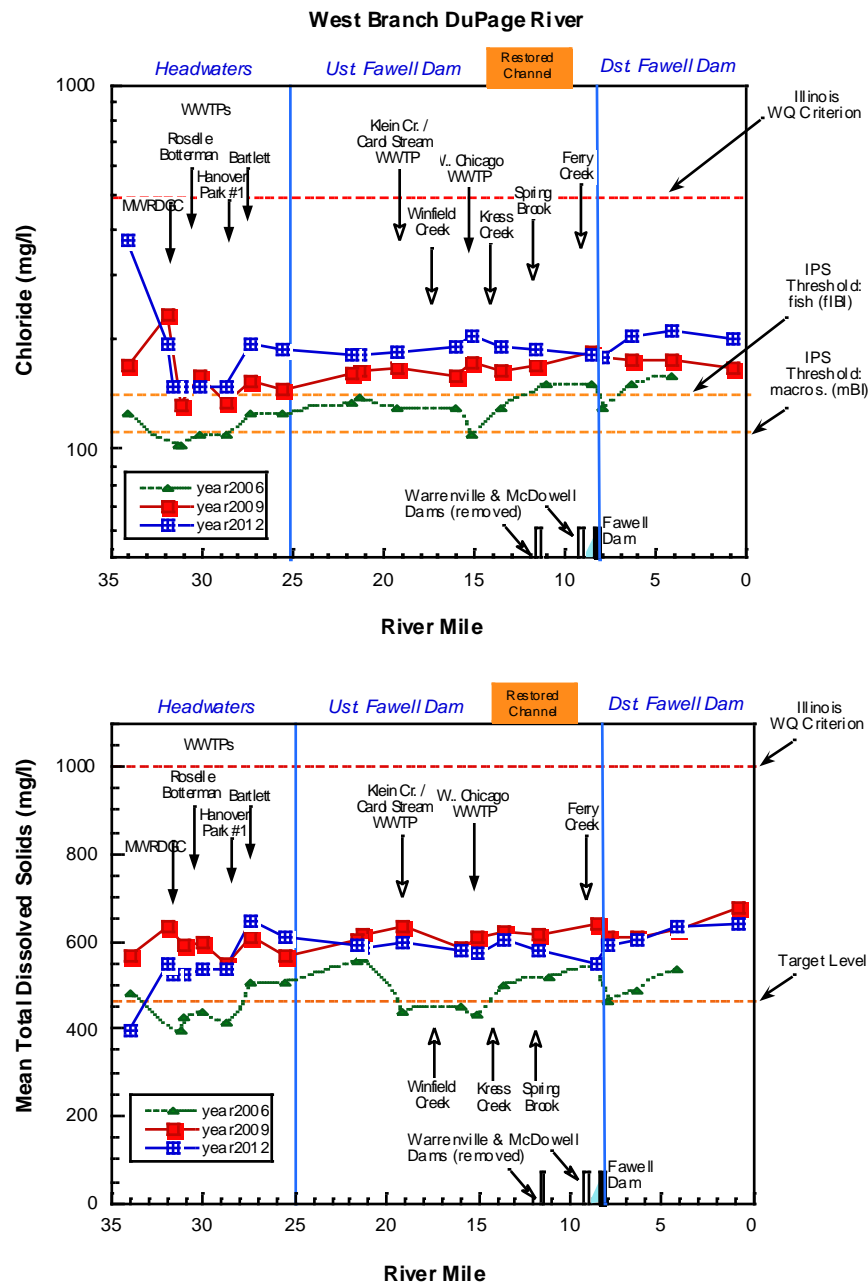 West Branch DuPage River
Headwaters
Ust. Fawell Dam
Restored
Channel
Dst. Fawell Dam
1000
100
Chloride (mg/l)
WWTPs
Roselle
Botterman
Hanover
Park #1
Bartlett
MWRDGC
Klein Cr. /
Carol Stream
WWTP
W.. Chicago
WWTP
Winfield
Creek
Kress
Creek
Spring
Brook
Ferry
Creek
Illinois
WQ Criterion
IPS
Threshold:
fish (fIBI)
IPS
Threshold:
macros. (mBI)
year2006
year2009
year2012
Warrenville & McDowell
Dams (removed)
Fawell
Dam
35 30 25 20 15 10 5 0
River Mile
Headwaters
Ust. Fawell Dam
Restored
Channel
Dst. Fawell Dam
1000
800
600
400
200
0
Mean Total Dissolved Solids (mg/l)
WWTPs
Roselle
Botterman
Hanover
Park #1
Bartlett
MWRDGC
Klein Cr. /
Carol Stream
WWTP
W.. Chicago
WWTP
Ferry
Creek
Illinois
WQ Criterion
Target Level
Winfield
Creek
Kress
Creek
Spring
Brook
year2006
year2009
year2012
Warrenville & McDowell
Dams (removed)
Fawell
Dam
35 30 25 20 15 10 5 0
River Mile